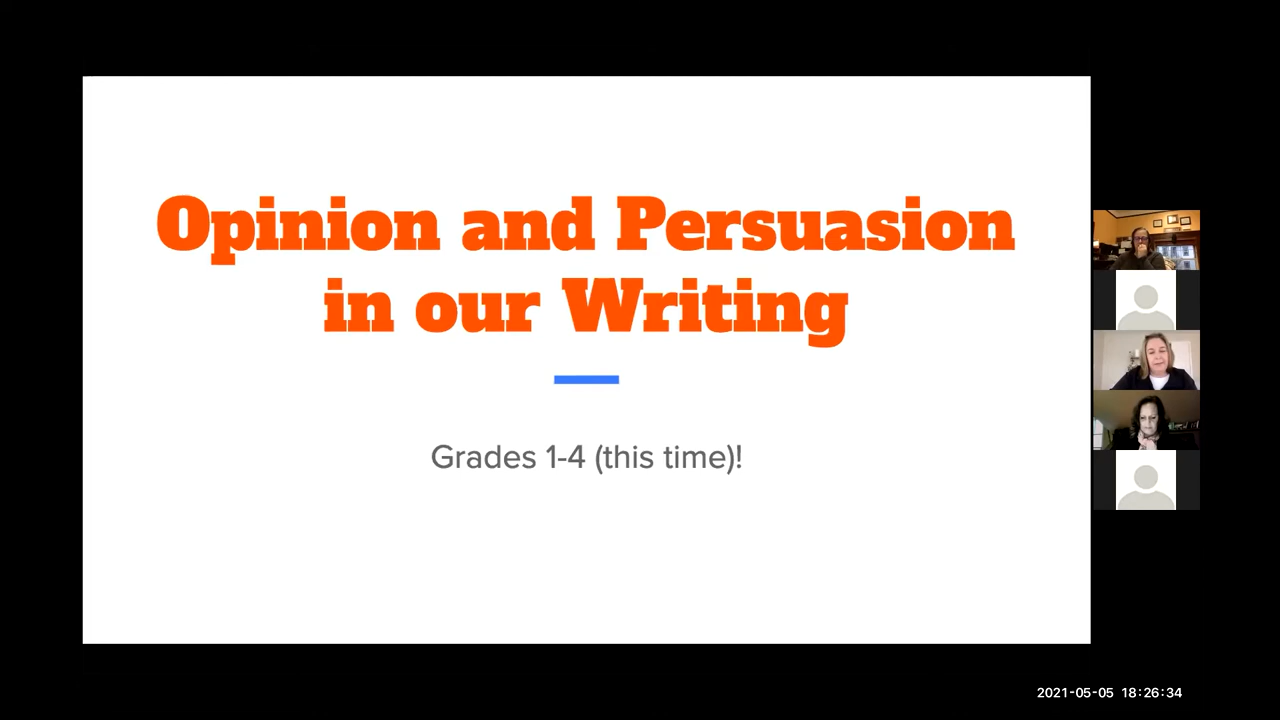 Opinion and Persuasion
in our Writing
Grades 1-4 (this time)!
2021-05-05 18:26:34